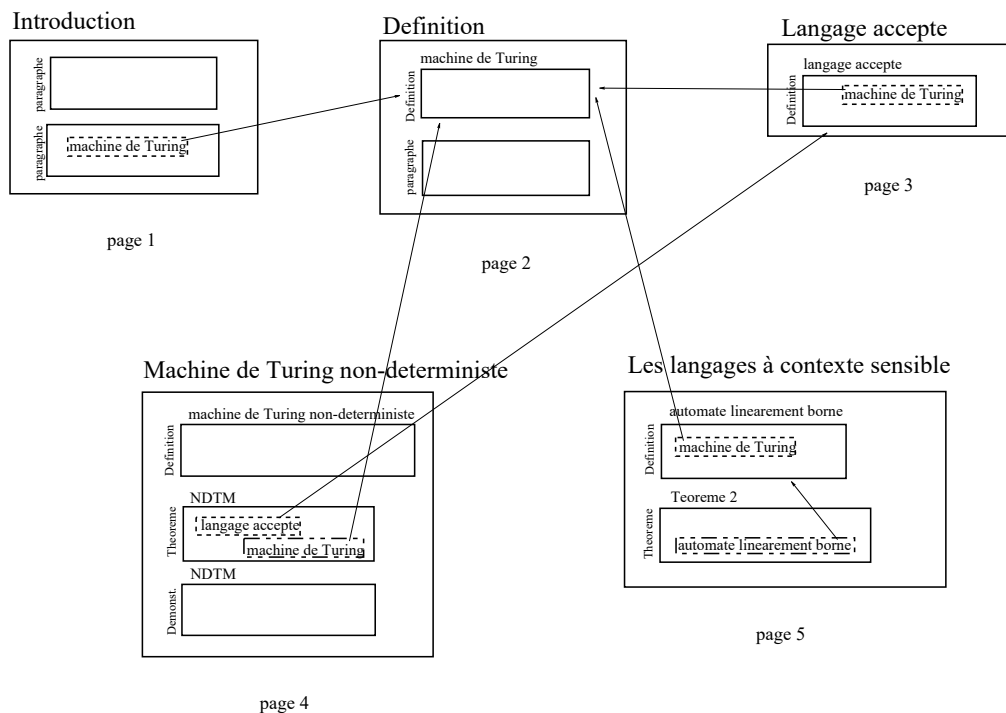 Introduction
paragraphe
paragraphe
machine de Turing
page 1
Definition
machine de Turing
Definition
paragraphe
page 2
Langage accepte
langage accepte
Definition
machine de Turing
page 3
Machine de Turing non-deterministe
machine de Turing non-deterministe
Definition
NDTM
Theoreme
langage accepte
machine de Turing
NDTM
Demonst.
page 4
Les langages à contexte sensible
automate linearement borne
Definition
machine de Turing
Teoreme 2
Theoreme
automate linearement borne
page 5